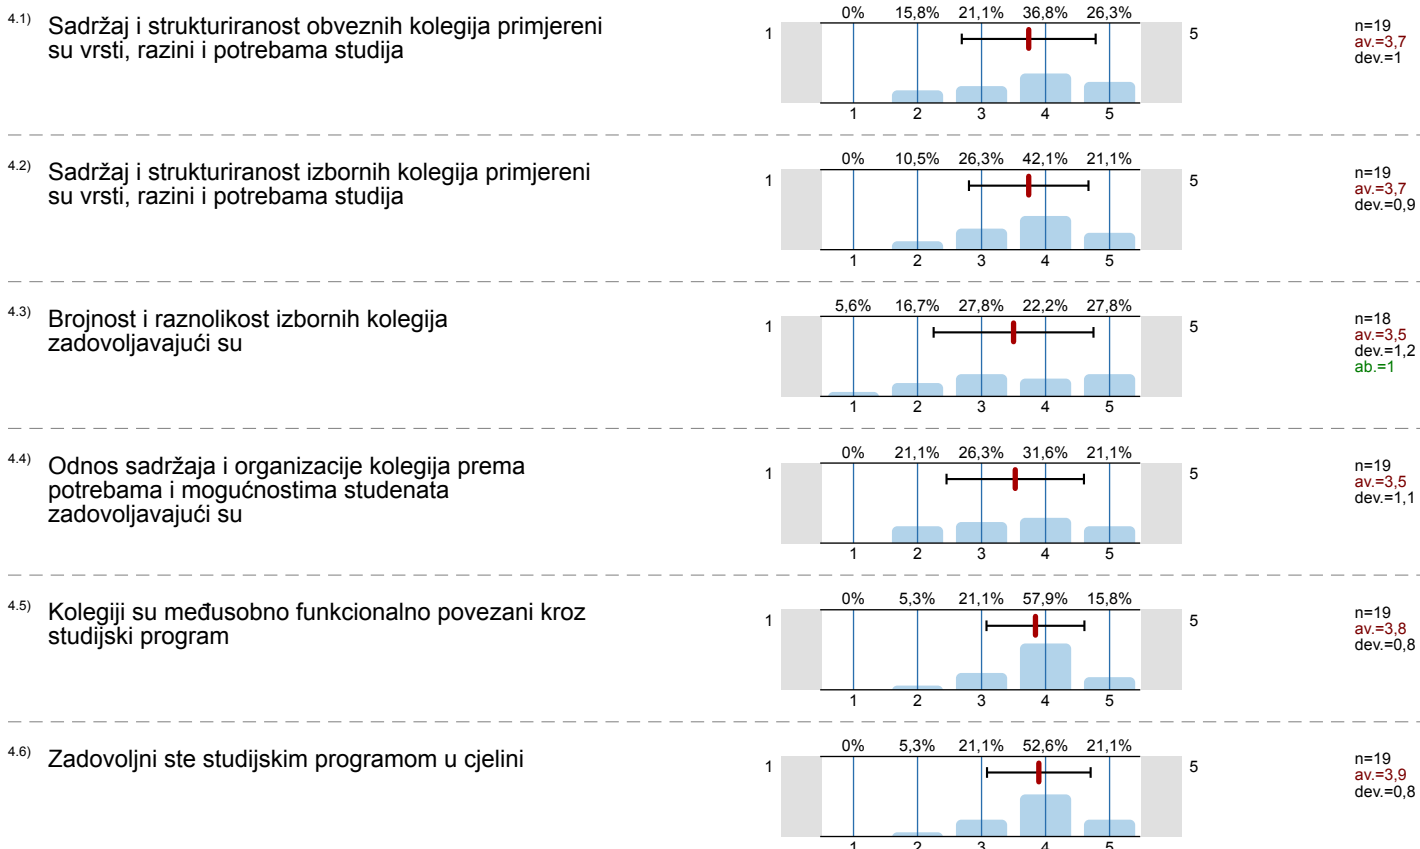 4.1) Sadržaj i strukturiranost obveznih kolegija primjereni
su vrsti, razini i potrebama studija
0% 15,8% 21,1% 36,8% 26,3%
1 5
1 2 3 4 5
n=19
av.=3,7
dev.=1
4.2) Sadržaj i strukturiranost izbornih kolegija primjereni
su vrsti, razini i potrebama studija
0% 10,5% 26,3% 42,1% 21,1%
1 5
1 2 3 4 5
n=19
av.=3,7
dev.=0,9
4.3) Brojnost i raznolikost izbornih kolegija
zadovoljavajući su
5,6% 16,7% 27,8% 22,2% 27,8%
1 5
1 2 3 4 5
n=18
av.=3,5
dev.=1,2
ab.=1
4.4) Odnos sadržaja i organizacije kolegija prema
potrebama i mogućnostima studenata
zadovoljavajući su
0% 21,1% 26,3% 31,6% 21,1%
1 5
1 2 3 4 5
n=19
av.=3,5
dev.=1,1
4.5) Kolegiji su međusobno funkcionalno povezani kroz
studijski program
0% 5,3% 21,1% 57,9% 15,8%
1 5
1 2 3 4 5
n=19
av.=3,8
dev.=0,8
4.6) Zadovoljni ste studijskim programom u cjelini
0% 5,3% 21,1% 52,6% 21,1%
1 5
1 2 3 4 5
n=19
av.=3,9
dev.=0,8